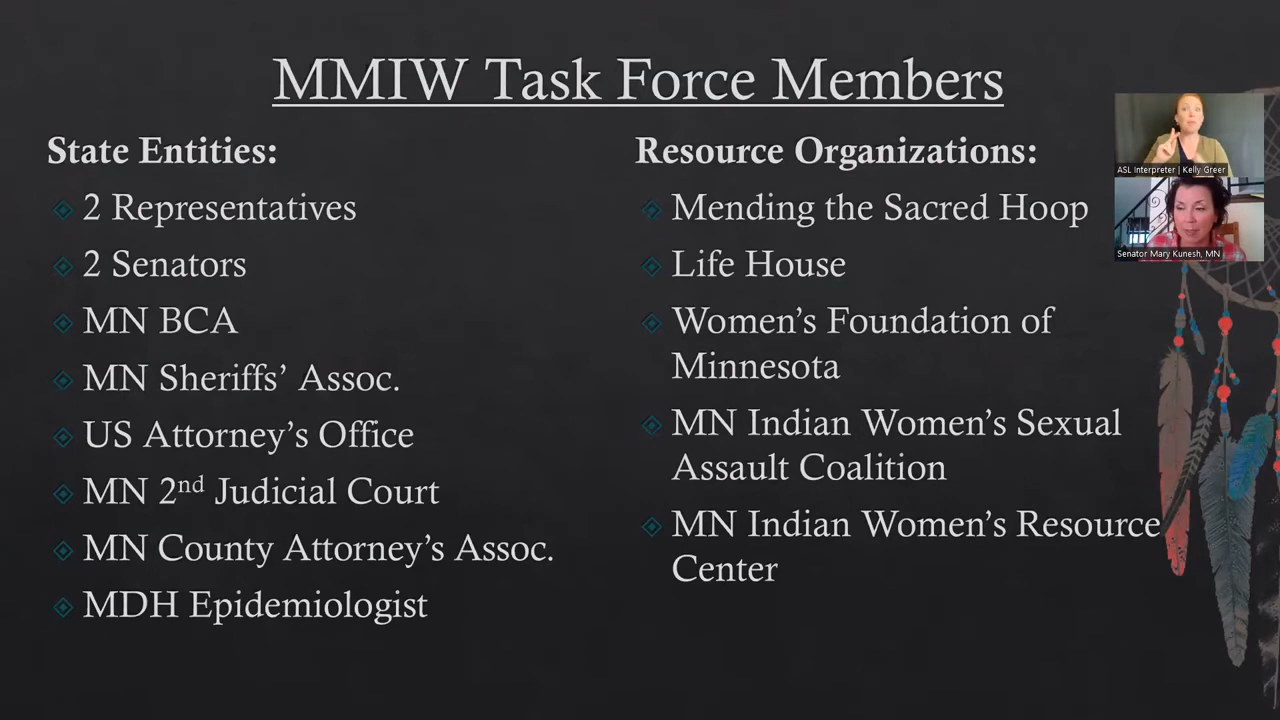 MMIW Task Force Members
State Entities:
2 Representatives
2 Senators
MN BCA
MN Sheriffs’ Assoc.
US Attorney’s Office
MN 2nd Judicial Court
MN County Attorney’s Assoc.
MDH Epidemiologist
Resource Organizations:
Mending the Sacred Hoop
Life House
Women’s Foundation of
Minnesota
MN Indian Women’s Sexual
Assault Coalition
MN Indian Women’s Resource
Center
ASL Interpreter | Kelly Greer
Senator Mary Kunesh, MN